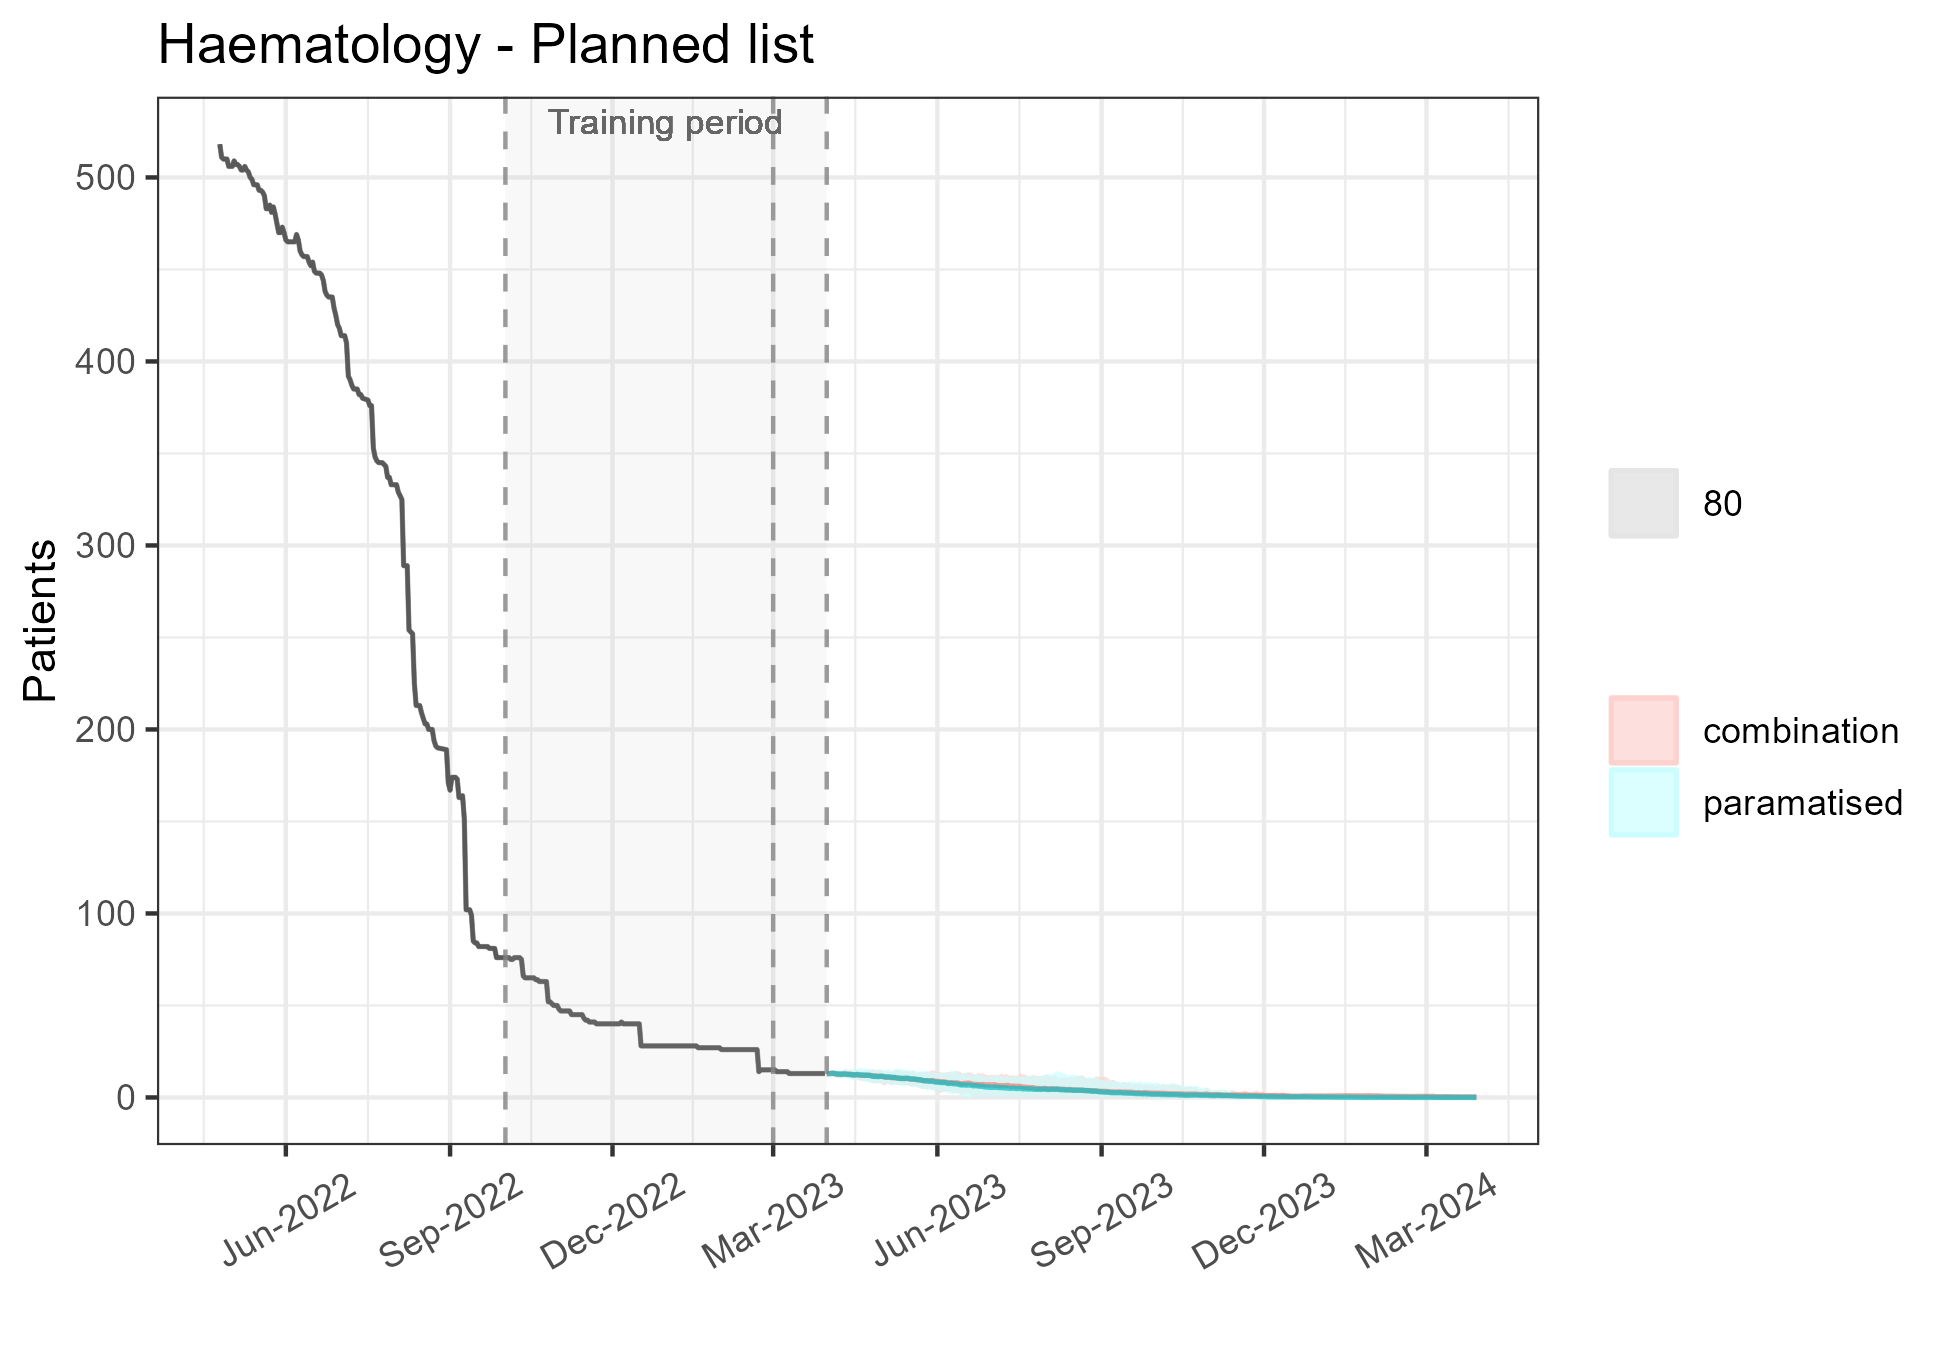 Haematology - Planned list
Training period
500
400
300
200
100
0
Patients
Jun-2022
Sep-2022
Dec-2022
Mar-2023
Jun-2023
Sep-2023
Dec-2023
Mar-2024
80
combination
paramatised